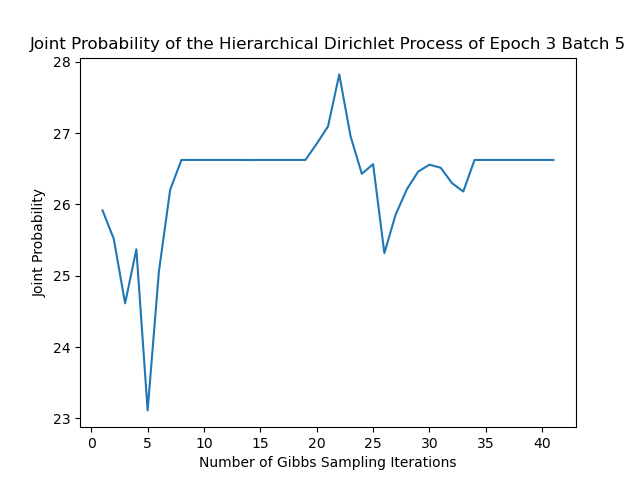 Joint Probability of the Hierarchical Dirichlet Process of Epoch 3 Batch 5
28
27
26
25
24
23
Joint Probability
0 5 10 15 20 25 30 35 40
Number of Gibbs Sampling Iterations